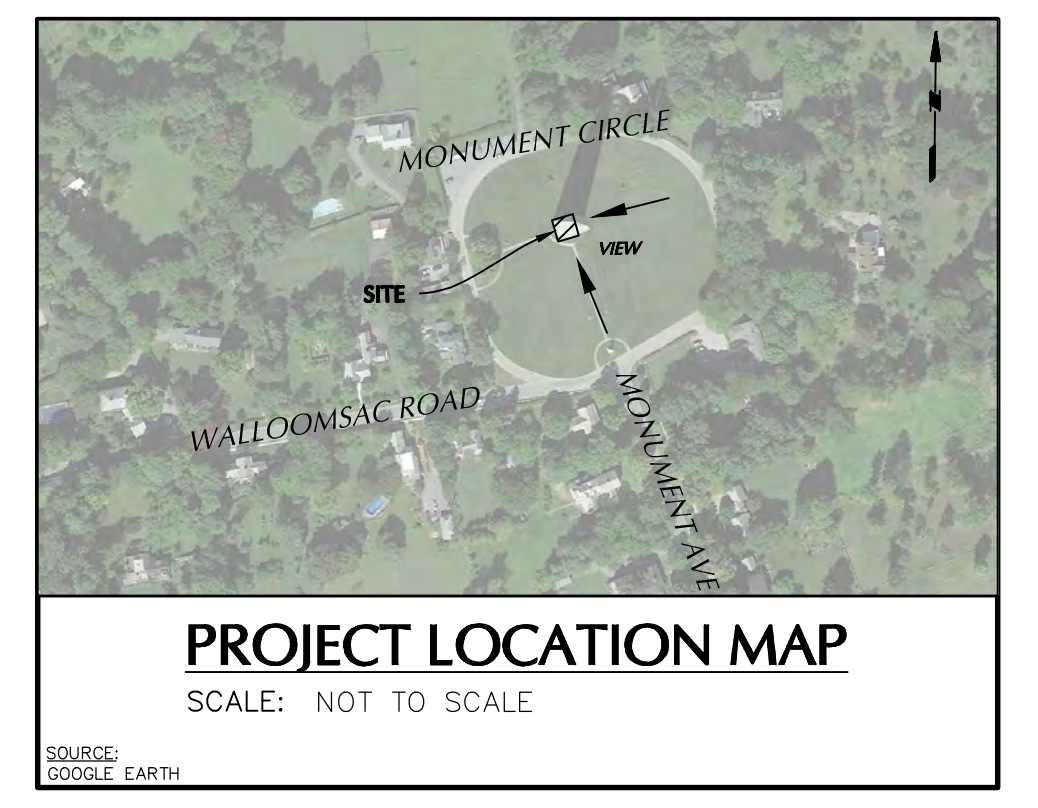 N
MONUMENT CIRCLE
VIEW
SITE
WALLOOMSAC ROAD
MONUMENT AVE
PROJECT LOCATION MAP
SCALE: NOT TO SCALE
SOURCE:
GOOGLE EARTH